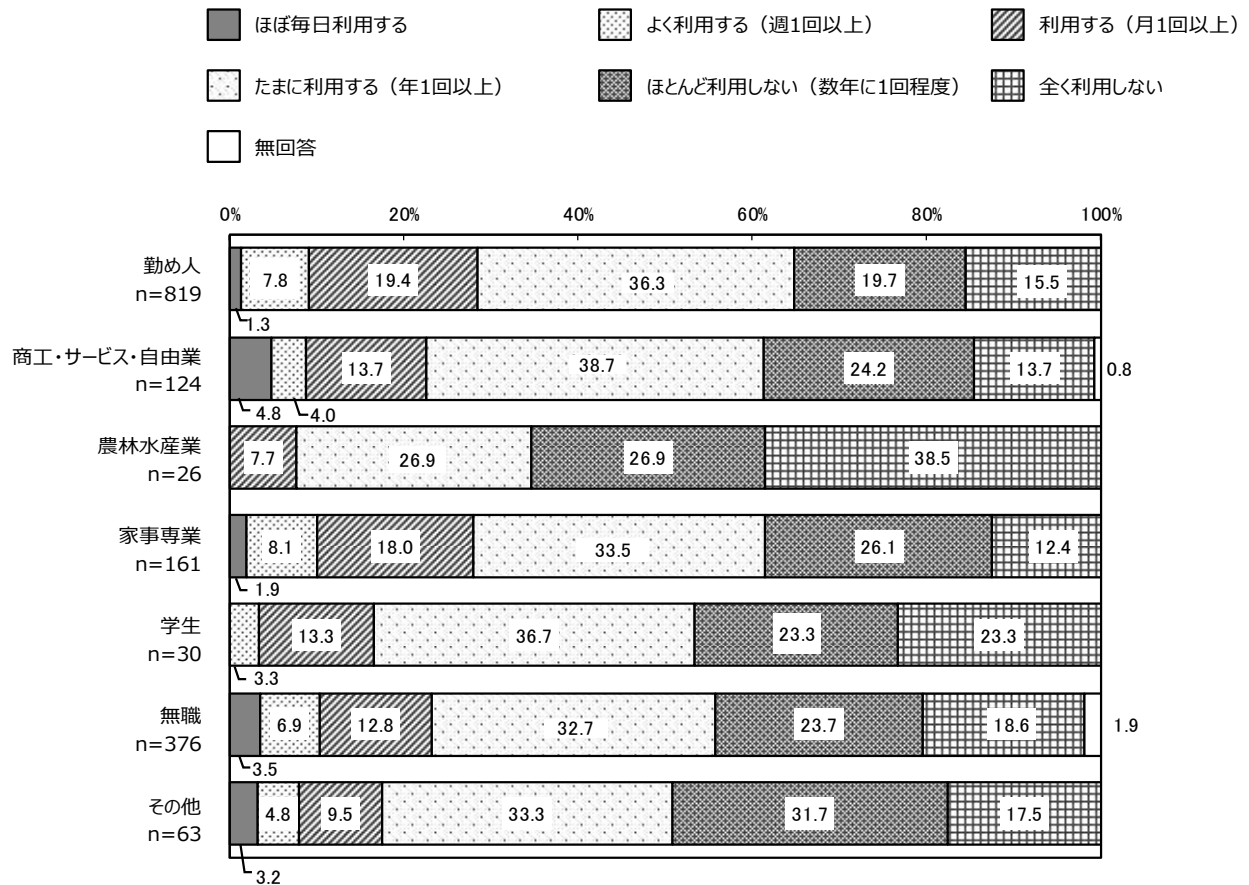 ほぼ毎日利用する
よく利用する（週1回以上）
利用する（月1回以上）
たまに利用する（年1回以上）
ほとんど利用しない（数年に1回程度）
全く利用しない
無回答
0% 20% 40% 60% 80% 100%
勤め人
n=819
7.8 19.4 36.3 19.7 15.5
1.3
商工・サービス・自由業
n=124
13.7 38.7 24.2 13.7 0.8
4.8 4.0
農林水産業
n=26
7.7 26.9 26.9 38.5
家事専業
n=161
8.1 18.0 33.5 26.1 12.4
1.9
学生
n=30
13.3 36.7 23.3 23.3
3.3
無職
n=376
6.9 12.8 32.7 23.7 18.6 1.9
3.5
その他
n=63
4.8 9.5 33.3 31.7 17.5
3.2